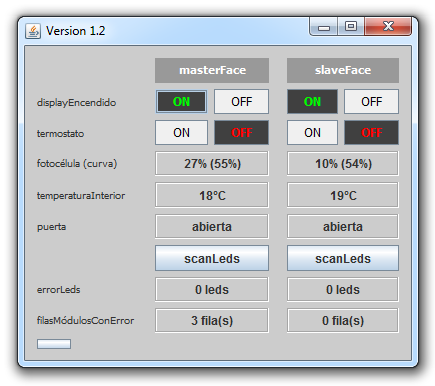 Version 1.2
masterFace slaveFace
displayEncendido ON OFF ON OFF
termostato ON OFF ON OFF
fotocélula (curva) 27% (55%) 10% (54%)
temperaturaInterior 18°C 19°C
puerta abierta abierta
scanLeds scanLeds
errorLeds 0 leds 0 leds
filasMódulosConError 3 fila(s) 0 fila(s)